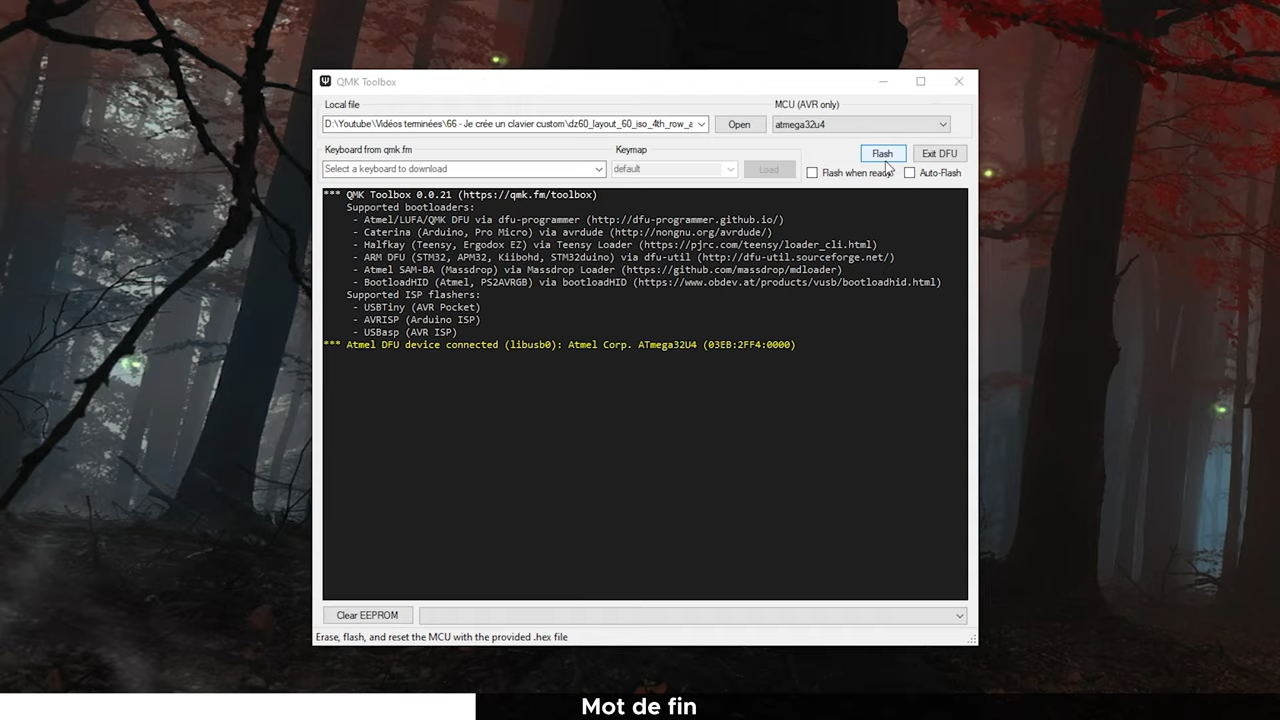 QMK Toolbox
Local file
MCU (AVR only)
D:\Youtube\Vidéos terminées\66 - Je crée un clavier custom\dz60_layout_60_iso_4th_row_a
Open
atmega32u4
Keyboard from qmk.fm
Keymap
Flash
Exit DFU
Select a keyboard to download
default
Load
Flash when ready
Auto-Flash
*** QMK Toolbox 0.0.21 (https://qmk.fm/toolbox)
Supported bootloaders:
- Atmel/LUFA/QMK DFU via dfu-programmer (http://dfu-programmer.github.io/)
- Caterina (Arduino, Pro Micro) via avrdude (http://nongnu.org/avrdude/)
- Halfkay (Teensy, Ergodox EZ) via Teensy Loader (https://pjrc.com/teensy/loader_cli.html)
- ARM DFU (STM32, APM32, Kiibohd, STM32duino) via dfu-util (http://dfu-util.sourceforge.net/)
- Atmel SAM-BA (Massdrop) via Massdrop Loader (https://github.com/massdrop/mdloader)
- BootloadHID (Atmel, PS2AVRGB) via bootloadHID (https://www.obdev.at/products/vusb/bootloadhid.html)
Supported ISP flashers:
- USBTiny (AVR Pocket)
- AVRISP (Arduino ISP)
- USBasp (AVR ISP)
*** Atmel DFU device connected (libusb0): Atmel Corp. ATmega32U4 (03EB:2FF4:0000)
Clear EEPROM
Erase, flash, and reset the MCU with the provided .hex file
Mot de fin